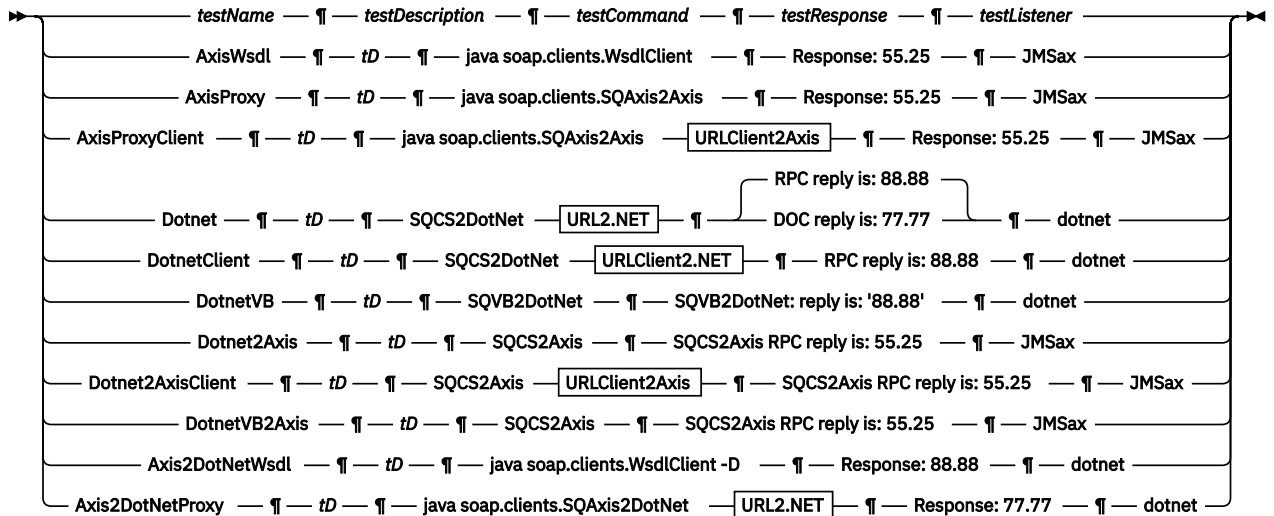 testName ¶ testDescription ¶ testCommand ¶ testResponse ¶ testListener
AxisWsdl ¶ tD ¶ java soap.clients.WsdlClient ¶ Response: 55.25 ¶ JMSax
AxisProxy ¶ tD ¶ java soap.clients.SQAxis2Axis ¶ Response: 55.25 ¶ JMSax
AxisProxyClient ¶ tD ¶ java soap.clients.SQAxis2Axis URLClient2Axis ¶ Response: 55.25 ¶ JMSax
RPC reply is: 88.88
Dotnet ¶ tD ¶ SQCS2DotNet URL2.NET ¶ DOC reply is: 77.77 ¶ dotnet
DotnetClient ¶ tD ¶ SQCS2DotNet URLClient2.NET ¶ RPC reply is: 88.88 ¶ dotnet
DotnetVB ¶ tD ¶ SQVB2DotNet ¶ SQVB2DotNet: reply is: '88.88' ¶ dotnet
Dotnet2Axis ¶ tD ¶ SQCS2Axis ¶ SQCS2Axis RPC reply is: 55.25 ¶ JMSax
Dotnet2AxisClient ¶ tD ¶ SQCS2Axis URLClient2Axis ¶ SQCS2Axis RPC reply is: 55.25 ¶ JMSax
DotnetVB2Axis ¶ tD ¶ SQCS2Axis ¶ SQCS2Axis RPC reply is: 55.25 ¶ JMSax
Axis2DotNetWsdl ¶ tD ¶ java soap.clients.WsdlClient -D ¶ Response: 88.88 ¶ dotnet
Axis2DotNetProxy ¶ tD ¶ java soap.clients.SQAxis2DotNet URL2.NET ¶ Response: 77.77 ¶ dotnet